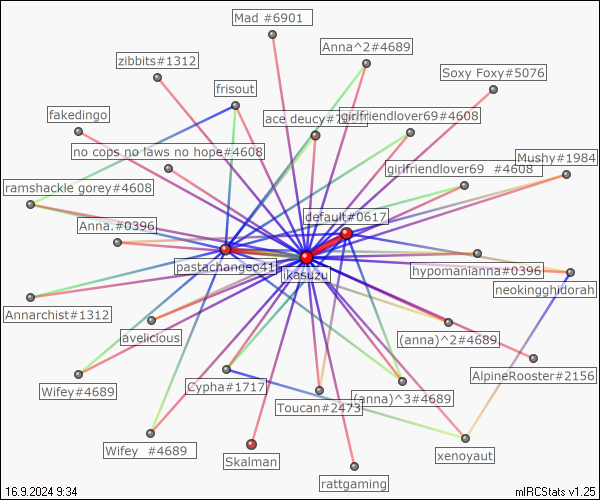 Mad #6901
Anna^2#4689
zibbits#1312
Soxy Foxy#5076
frisout
fakedingo
ace deucy#7
girlfriendlover69#4608
no cops no laws no hope#4608
Mushy#1984
girlfriendlover69 #4608
ramshackle gorey#4608
default#0617
Anna.#0396
pastachangeo41
ikasuzu
hypomanianna#0396
neokingghidorah
Annarchist#1312
avelicious
(anna)^2#4689
AlpineRooster#2156
Wifey#4689
Cypha#1717
(anna)^3#4689
Toucan#2473
Wifey #4689
xenoyaut
Skalman
rattgaming
16.9.2024 9:34
mIRCStats v1.25